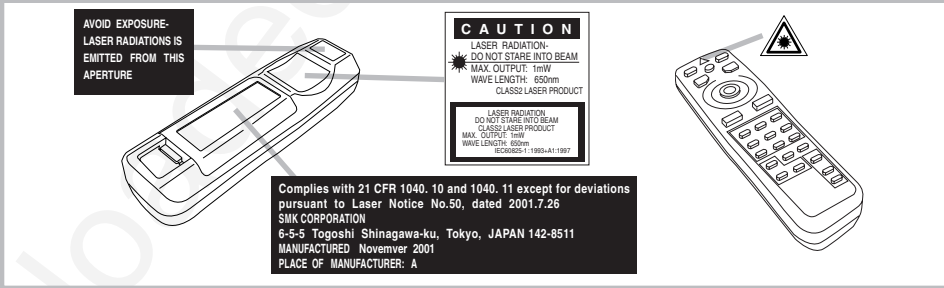 AVOID EXPOSURE-
LASER RADIATIONS IS
EMITTED FROM THIS
APERTURE
CAUTION
LASER RADIATION-
DO NOT STARE INTO BEAM
MAX. OUTPUT: 1mW
WAVE LENGTH: 650nm
CLASS2 LASER PRODUCT
LASER RADIATION
DO NOT STARE INTO BEAM
CLASS2 LASER PRODUCT
MAX. OUTPUT: 1mW
WAVE LENGTH: 650nm
IEC60825-1:1993+A1:1997
Complies with 21 CFR 1040. 10 and 1040. 11 except for deviations
pursuant to Laser Notice No.50, dated 2001.7.26
SMK CORPORATION
6-5-5 Togoshi Shinagawa-ku, Tokyo, JAPAN 142-8511
MANUFACTURED Novemver 2001
PLACE OF MANUFACTURER: A